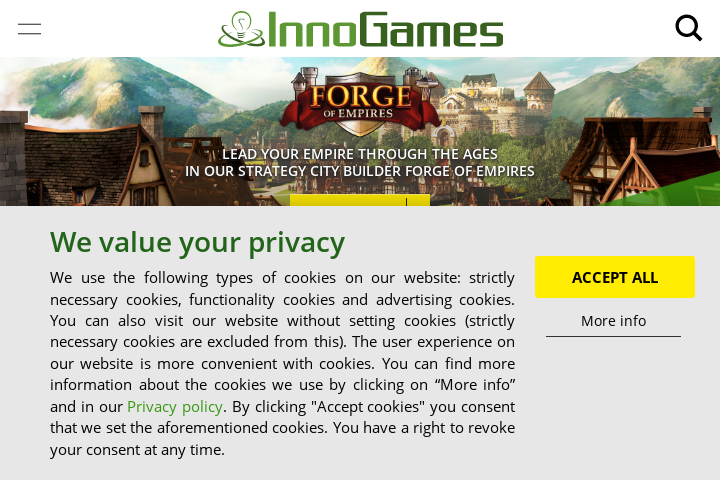 InnoGames
FORGE
OF EMPIRES
LEAD YOUR EMPIRE THROUGH THE AGES
IN OUR STRATEGY CITY BUILDER FORGE OF EMPIRES
We value your privacy
We use the following types of cookies on our website: strictly
necessary cookies, functionality cookies and advertising cookies.
You can also visit our website without setting cookies (strictly
necessary cookies are excluded from this). The user experience on
our website is more convenient with cookies. You can find more
information about the cookies we use by clicking on “More info”
and in our Privacy policy. By clicking "Accept cookies" you consent
that we set the aforementioned cookies. You have a right to revoke
your consent at any time.
ACCEPT ALL
More info